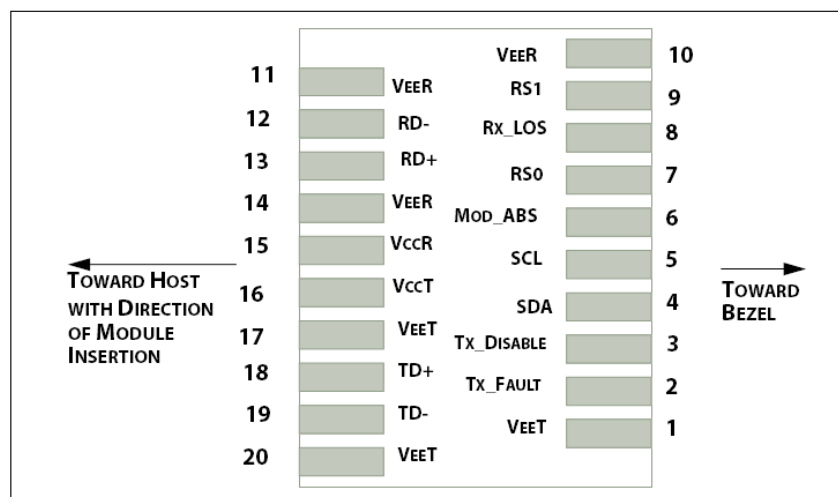 VEER 10
11 VEER RS1 9
12 RD- RX_LOS 8
13 RD+ RS0 7
14 VEER MOD_ABS 6
15 VCCR SCL 5
16 VCCT SDA 4
17 VEET TX_DISABLE 3
18 TD+ TX_FAULT 2
19 TD- VEET 1
20 VEET
TOWARD HOST
WITH DIRECTION
OF MODULE
INSERTION
TOWARD
BEZEL